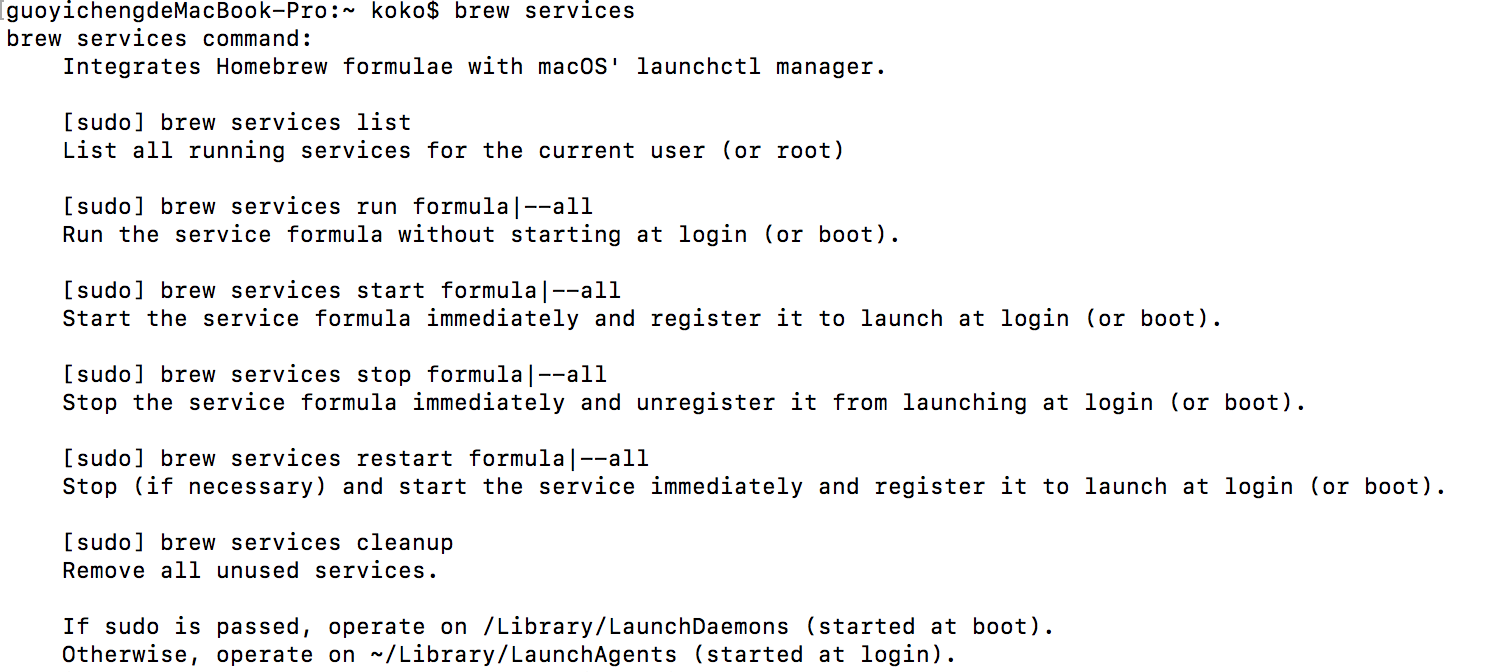 guoyichengdeMacBook-Pro:~ koko$ brew services
brew services command:
    Integrates Homebrew formulae with macOS' launchctl manager.

    [sudo] brew services list
    List all running services for the current user (or root)

    [sudo] brew services run formula|--all
    Run the service formula without starting at login (or boot).

    [sudo] brew services start formula|--all
    Start the service formula immediately and register it to launch at login (or boot).

    [sudo] brew services stop formula|--all
    Stop the service formula immediately and unregister it from launching at login (or boot).

    [sudo] brew services restart formula|--all
    Stop (if necessary) and start the service immediately and register it to launch at login (or boot).

    [sudo] brew services cleanup
    Remove all unused services.

    If sudo is passed, operate on /Library/LaunchDaemons (started at boot).
    Otherwise, operate on ~/Library/LaunchAgents (started at login).